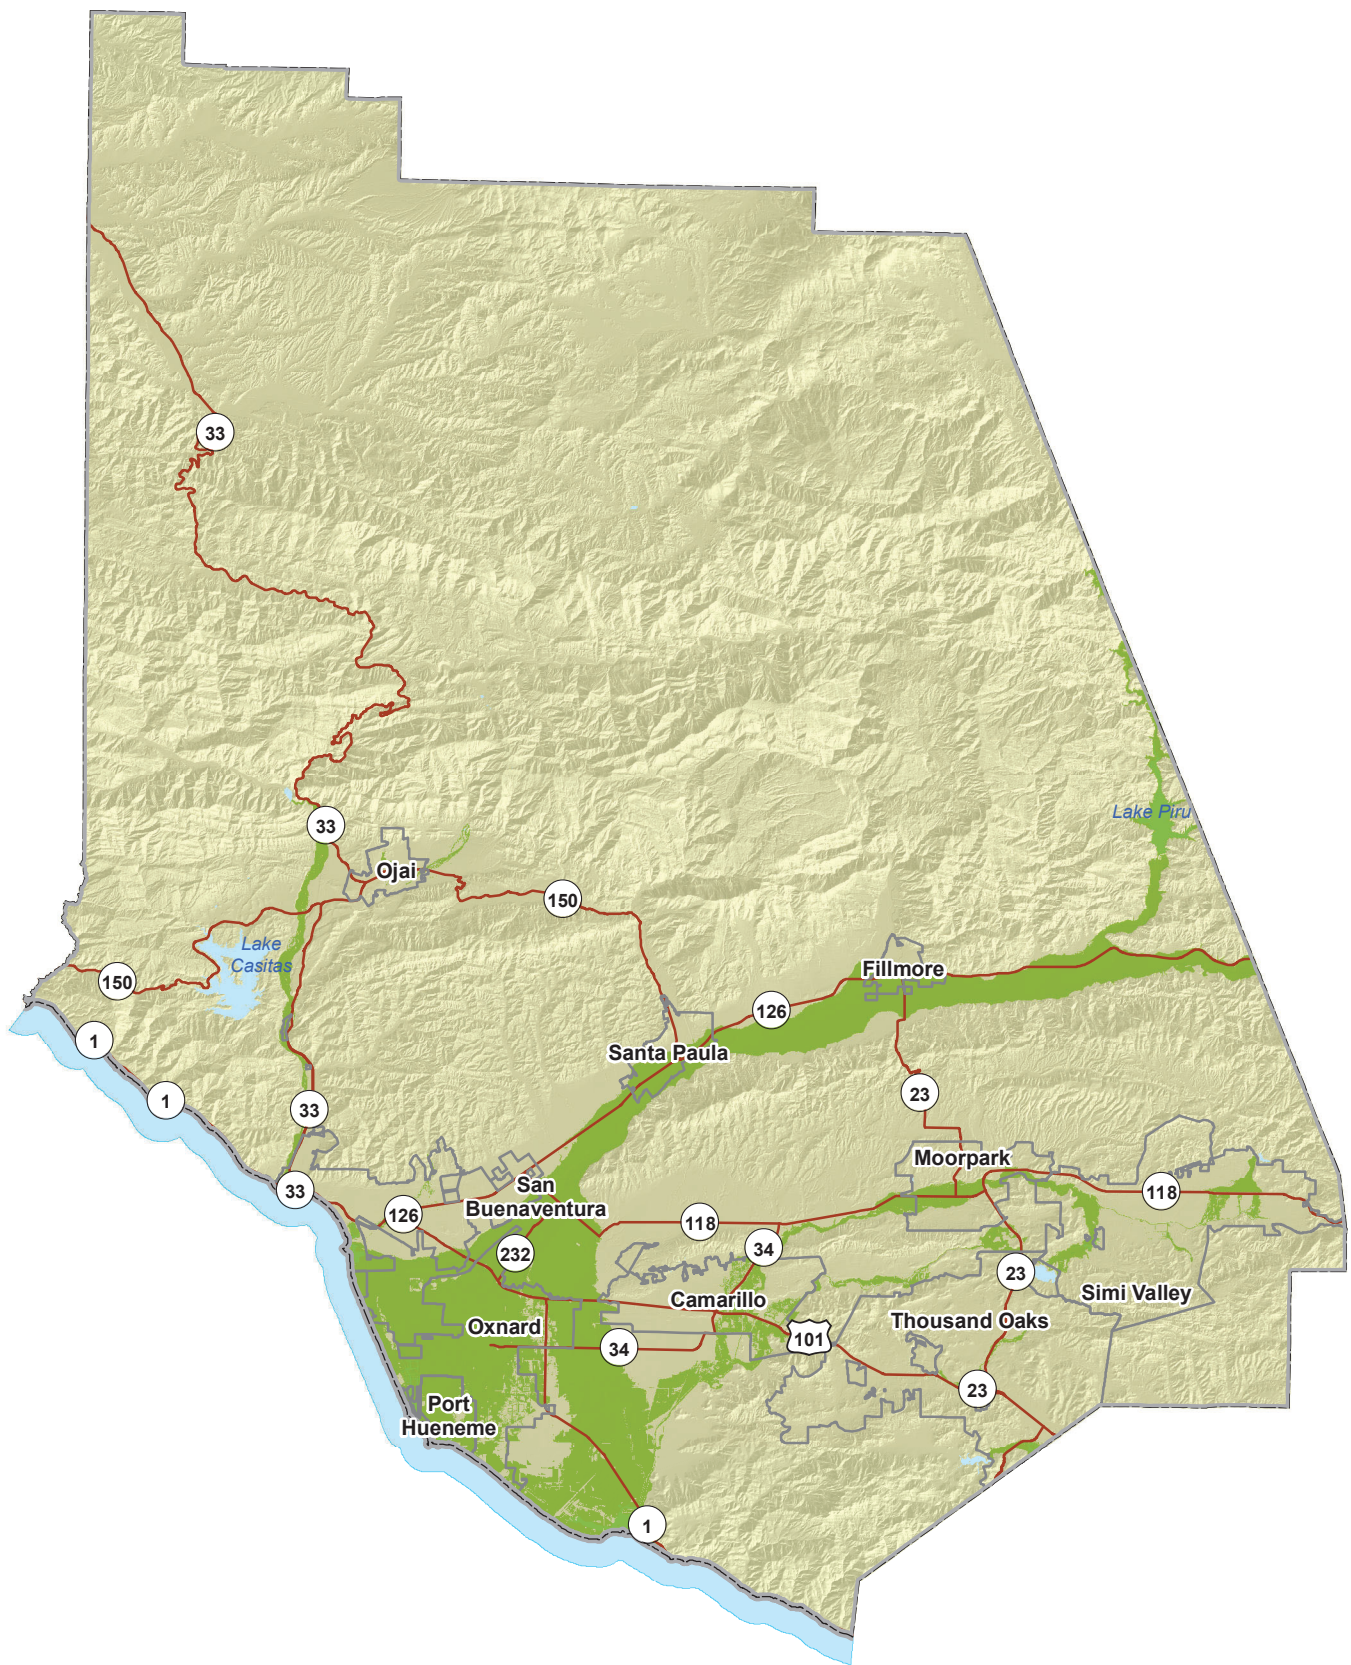 33
Lake Piru
33
Ojai
150
Lake
Casitas
Fillmore
150
126
1
Santa Paula
23
1
33
Moorpark
33
San
Buenaventura
118
126
118
232
34
23
Simi Valley
Camarillo
Thousand Oaks
Oxnard
101
34
23
Port
Hueneme
1